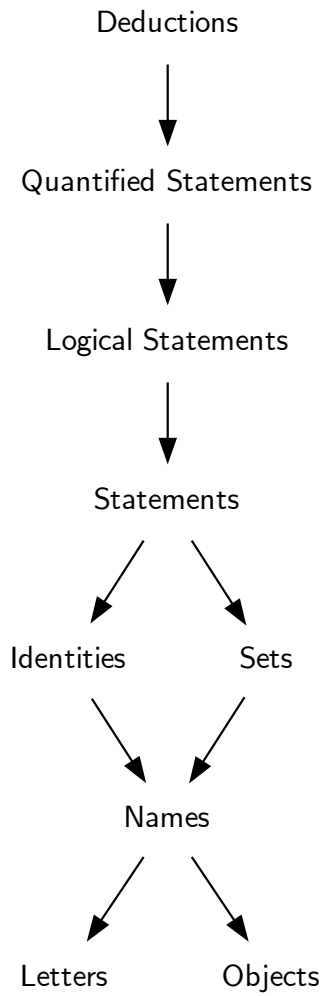 Deductions
Quantified Statements
Logical Statements
Statements
Identities
Sets
Names
Letters
Objects